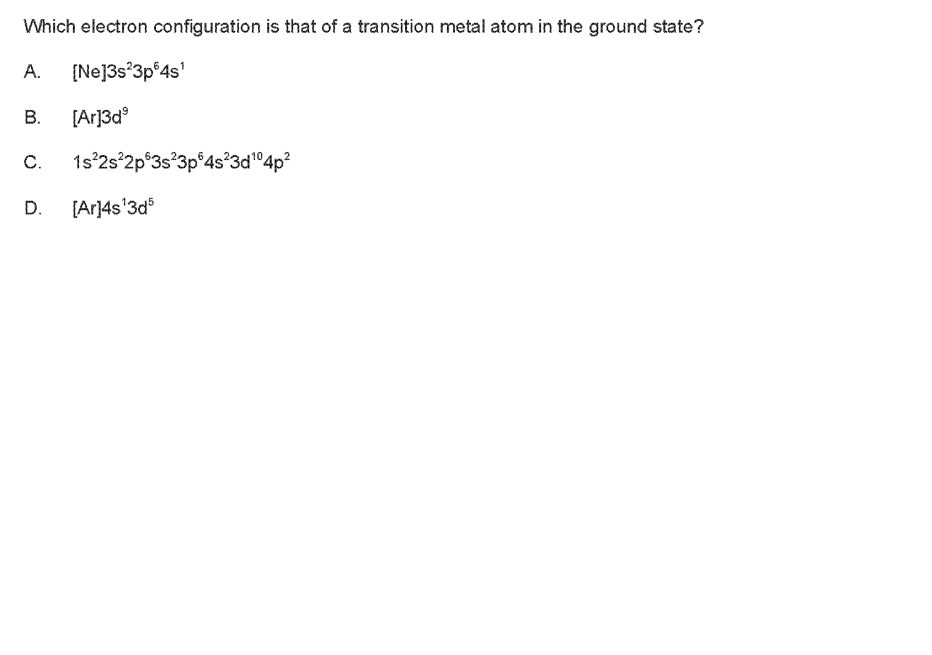 Which electron configuration is that of a transition metal atom in the ground state?
A. [Ne]3s²3p⁶4s¹
B. [Ar]3d⁹
C. 1s²2s²2p⁶3s²3p⁶4s²3d¹⁰4p²
D. [Ar]4s¹3d⁵